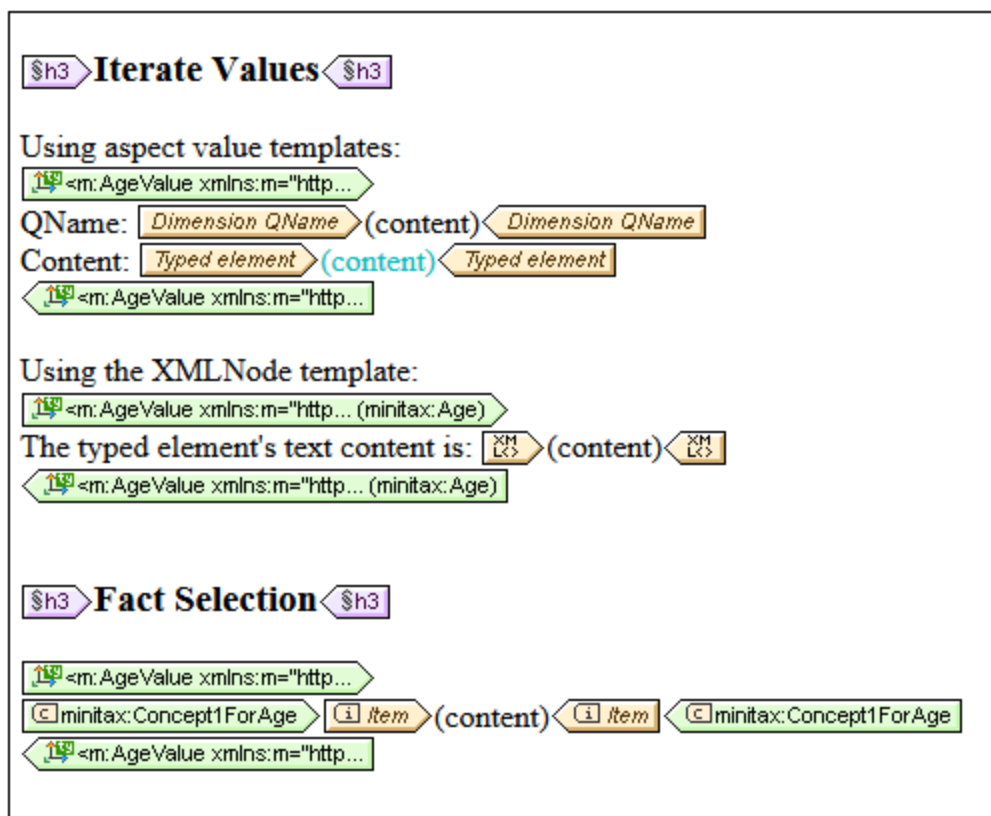 §h3 Iterate Values §h3
Using aspect value templates:
<m:AgeValue xmlns:m="http...
QName: Dimension QName (content) Dimension QName
Content: Typed element (content) Typed element
<m:AgeValue xmlns:m="http...
Using the XMLNode template:
<m:AgeValue xmlns:m="http... (minitax:Age)
The typed element's text content is: XML<> (content) XML<>
<m:AgeValue xmlns:m="http... (minitax:Age)
§h3 Fact Selection §h3
<m:AgeValue xmlns:m="http...
C minitax:Concept1ForAge i Item (content) i Item C minitax:Concept1ForAge
<m:AgeValue xmlns:m="http...